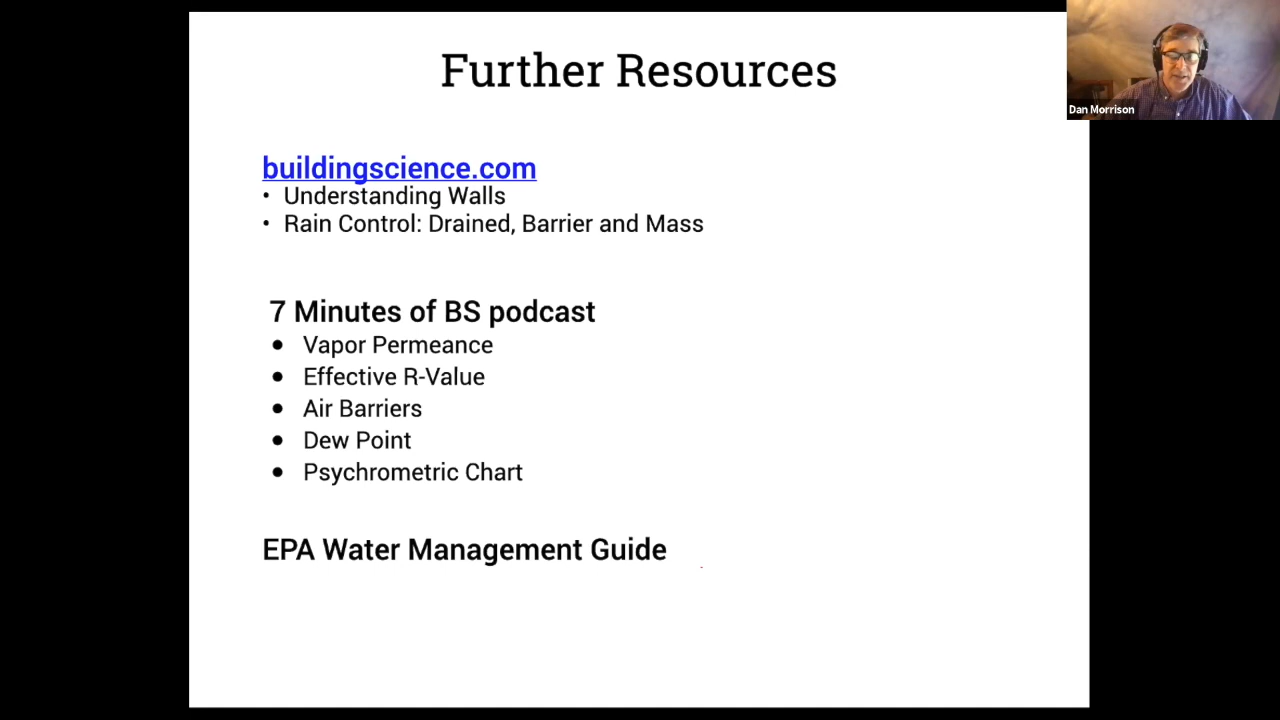 Further Resources
Dan Morrison
buildingscience.com
• Understanding Walls
• Rain Control: Drained, Barrier and Mass
7 Minutes of BS podcast
● Vapor Permeance
● Effective R-Value
● Air Barriers
● Dew Point
● Psychrometric Chart
EPA Water Management Guide